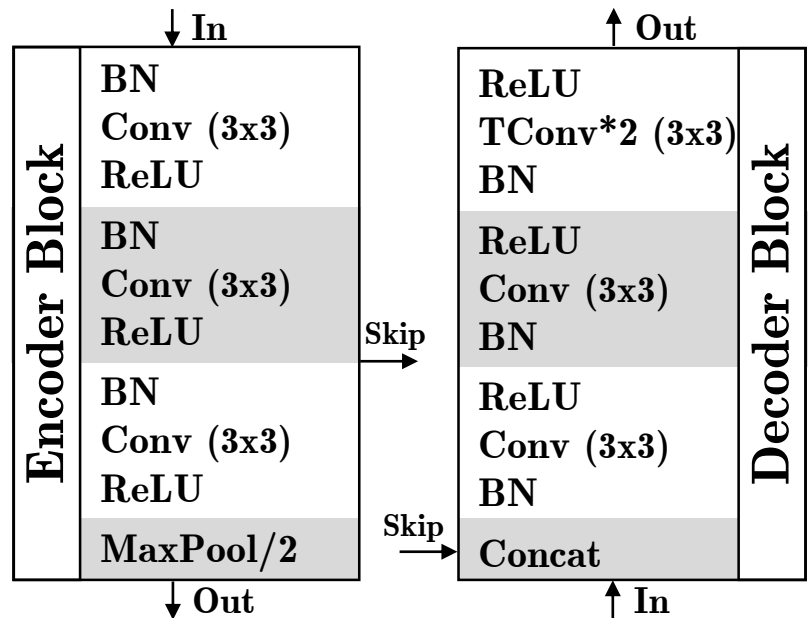 In
Encoder Block
BN
Conv (3x3)
ReLU
BN
Conv (3x3)
ReLU
Skip
BN
Conv (3x3)
ReLU
MaxPool/2
Out
Out
ReLU
TConv*2 (3x3)
BN
ReLU
Conv (3x3)
BN
ReLU
Conv (3x3)
BN
Skip
Concat
In
Decoder Block